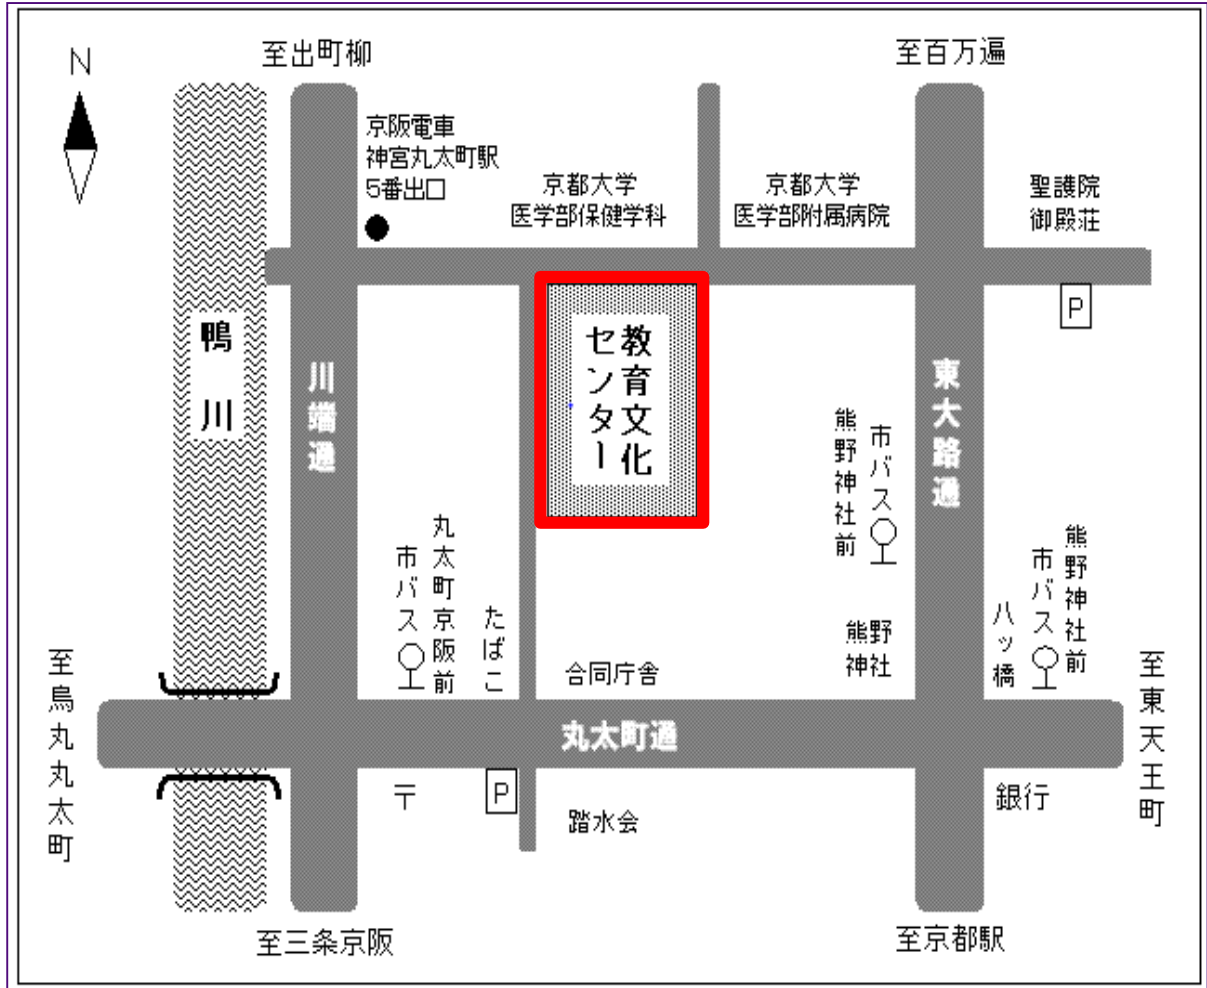 N
至出町柳
至百万遍
京阪電車
神宮丸太町駅
5番出口
京都大学
医学部保健学科
京都大学
医学部附属病院
聖護院
御殿荘
P
鴨川
川端通
教育文化
センター
東大路通
市バス
熊野神社前
丸太町京阪前
市バス
たばこ
合同庁舎
熊野
神社
熊野神社前
市バス
八ッ橋
至烏丸丸太町
丸太町通
至東天王町
〒
P
踏水会
銀行
至三条京阪
至京都駅